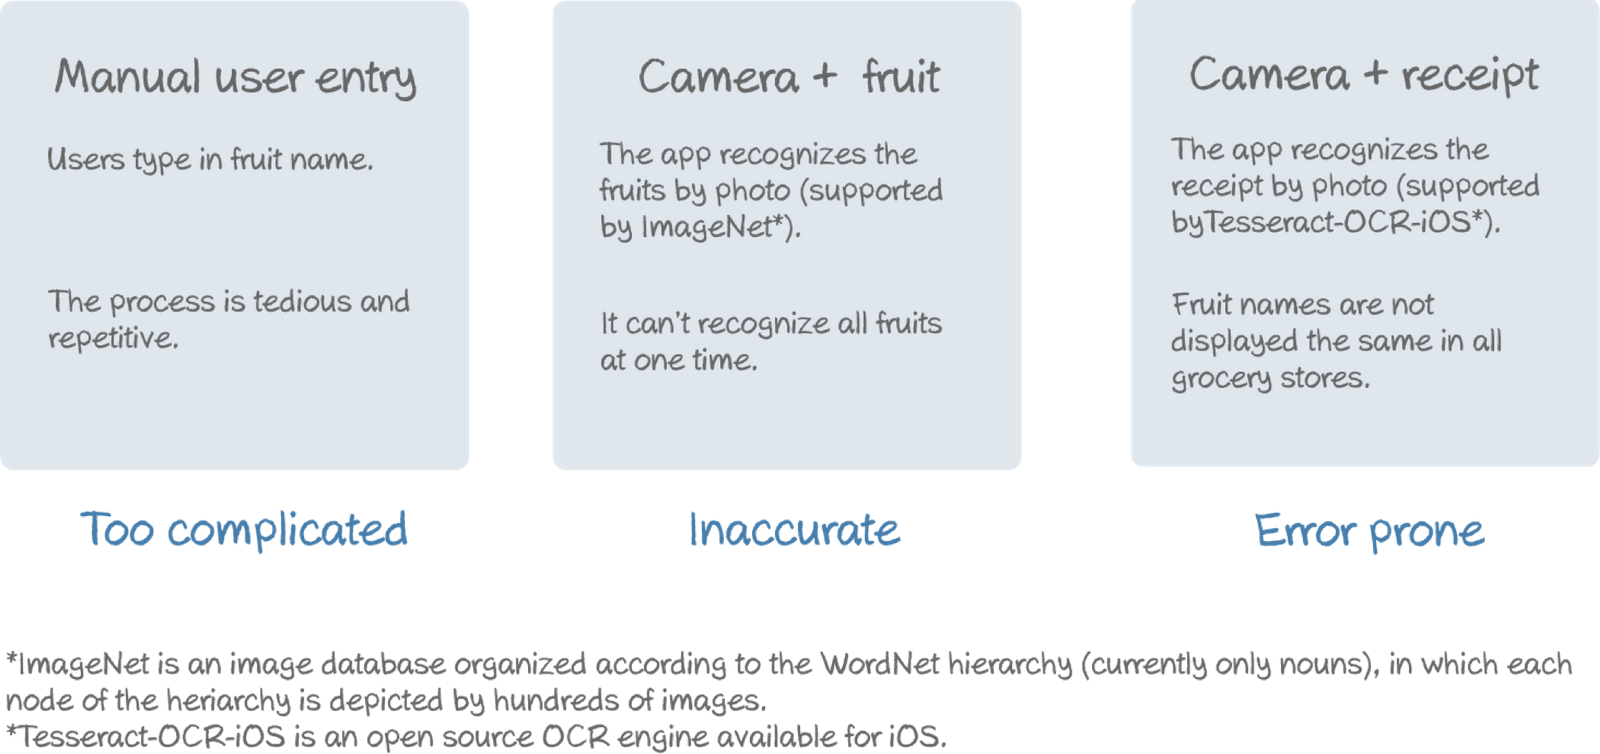 Manual user entry
Users type in fruit name.
The process is tedious and
repetitive.
Too complicated
Camera + fruit
The app recognizes the
fruits by photo (supported
by ImageNet*).
It can't recognize all fruits
at one time.
Inaccurate
Camera + receipt
The app recognizes the
receipt by photo (supported
byTesseract-OCR-iOS*).
Fruit names are not
displayed the same in all
grocery stores.
Error prone
*ImageNet is an image database organized according to the WordNet hierarchy (currently only nouns), in which each
node of the heriarchy is depicted by hundreds of images.
*Tesseract-OCR-iOS is an open source OCR engine available for iOS.